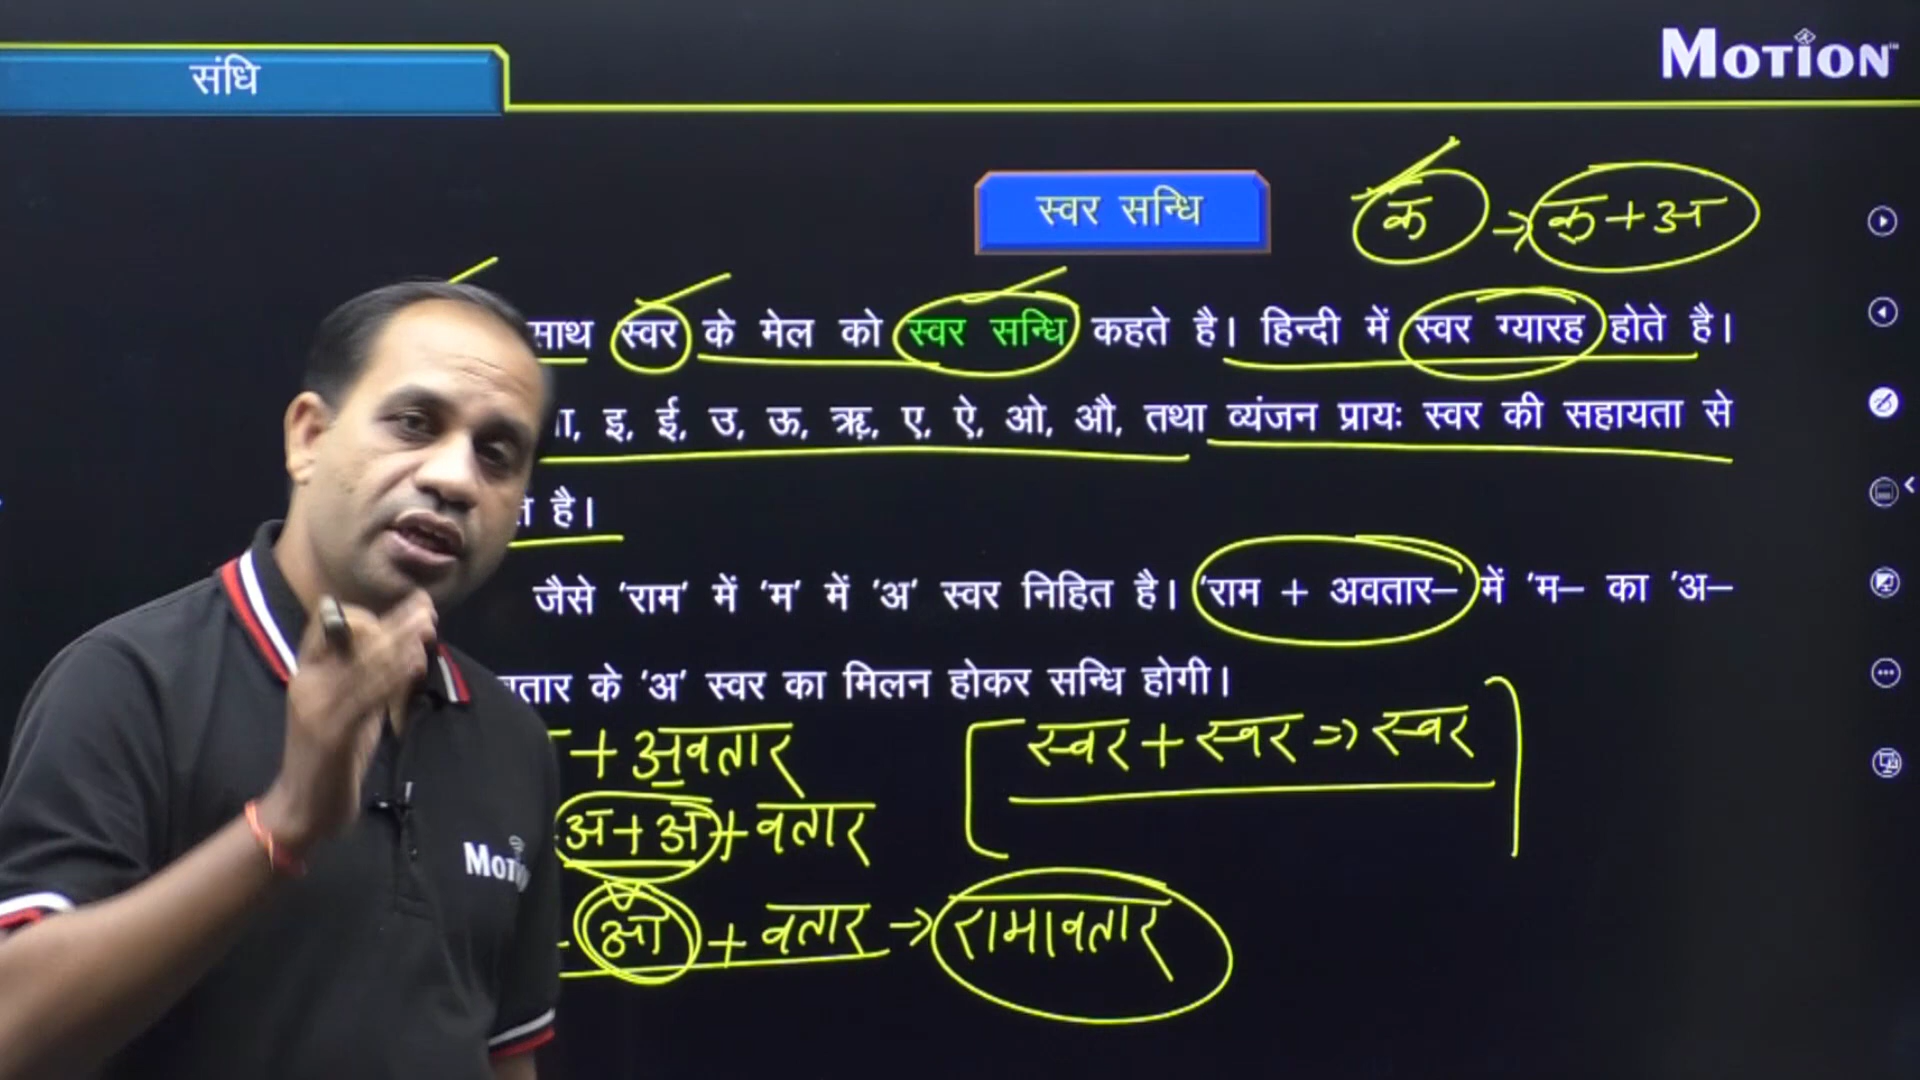 संधि
MOTION
स्वर सन्धि
क ⇒ क् + अ
साथ स्वर के मेल को स्वर सन्धि कहते है। हिन्दी में स्वर ग्यारह होते है।
इ, ई, उ, ऊ, ऋ, ए, ऐ, ओ, औ, तथा व्यंजन प्रायः स्वर की सहायता से
है।
जैसे 'राम' में 'म' में 'अ' स्वर निहित है। 'राम + अवतार– में 'म– का 'अ–
वतार के 'अ' स्वर का मिलन होकर सन्धि होगी।
+ अवतार
स्वर + स्वर ⇒ स्वर
अ + अ + वतार
आ + वतार → रामावतार
MOTION